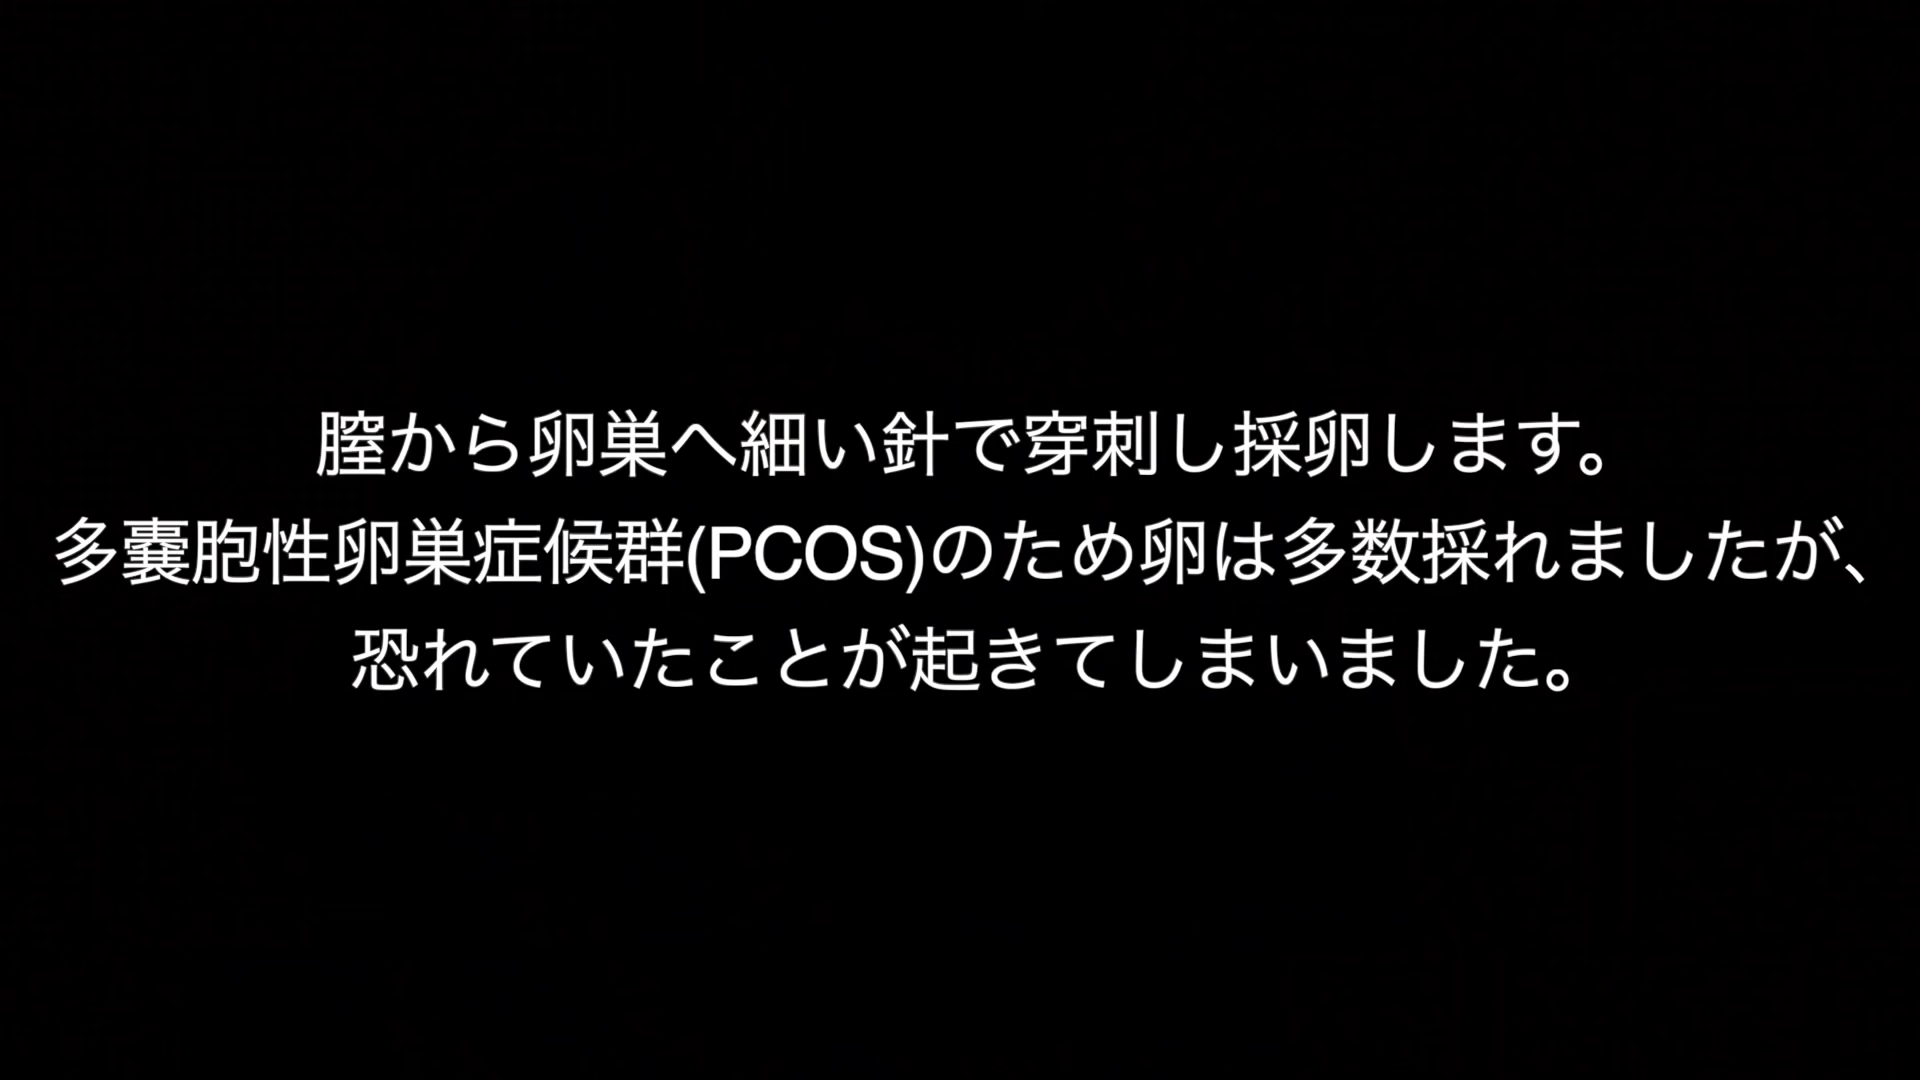 膣から卵巣へ細い針で穿刺し採卵します。
多嚢胞性卵巣症候群(PCOS)のため卵は多数採れましたが、
恐れていたことが起きてしまいました。